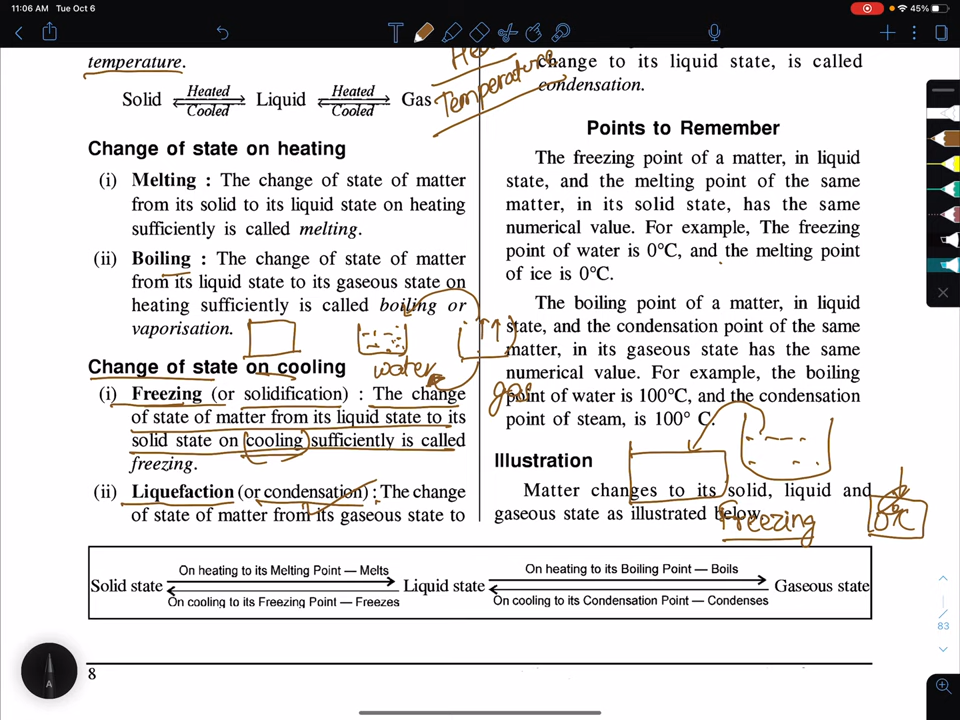 11:06 AM Tue Oct 6
45%
temperature.
Solid Heated Cooled Liquid Heated Cooled Gas
Temperature
Change of state on heating
(i) Melting : The change of state of matter
from its solid to its liquid state on heating
sufficiently is called melting.
(ii) Boiling : The change of state of matter
from its liquid state to its gaseous state on
heating sufficiently is called boiling or
vaporisation.
water
gas
Change of state on cooling
(i) Freezing (or solidification) : The change
of state of matter from its liquid state to its
solid state on cooling sufficiently is called
freezing.
(ii) Liquefaction (or condensation) : The change
of state of matter from its gaseous state to
change to its liquid state, is called
condensation.
Points to Remember
The freezing point of a matter, in liquid
state, and the melting point of the same
matter, in its solid state, has the same
numerical value. For example, The freezing
point of water is 0°C, and the melting point
of ice is 0°C.
The boiling point of a matter, in liquid
state, and the condensation point of the same
matter, in its gaseous state has the same
numerical value. For example, the boiling
point of water is 100°C, and the condensation
point of steam, is 100° C.
Illustration
Matter changes to its solid, liquid and
gaseous state as illustrated below.
Freezing
On heating to its Melting Point — Melts
On heating to its Boiling Point — Boils
Solid state Liquid state Gaseous state
On cooling to its Freezing Point — Freezes
On cooling to its Condensation Point — Condenses
8
83
A